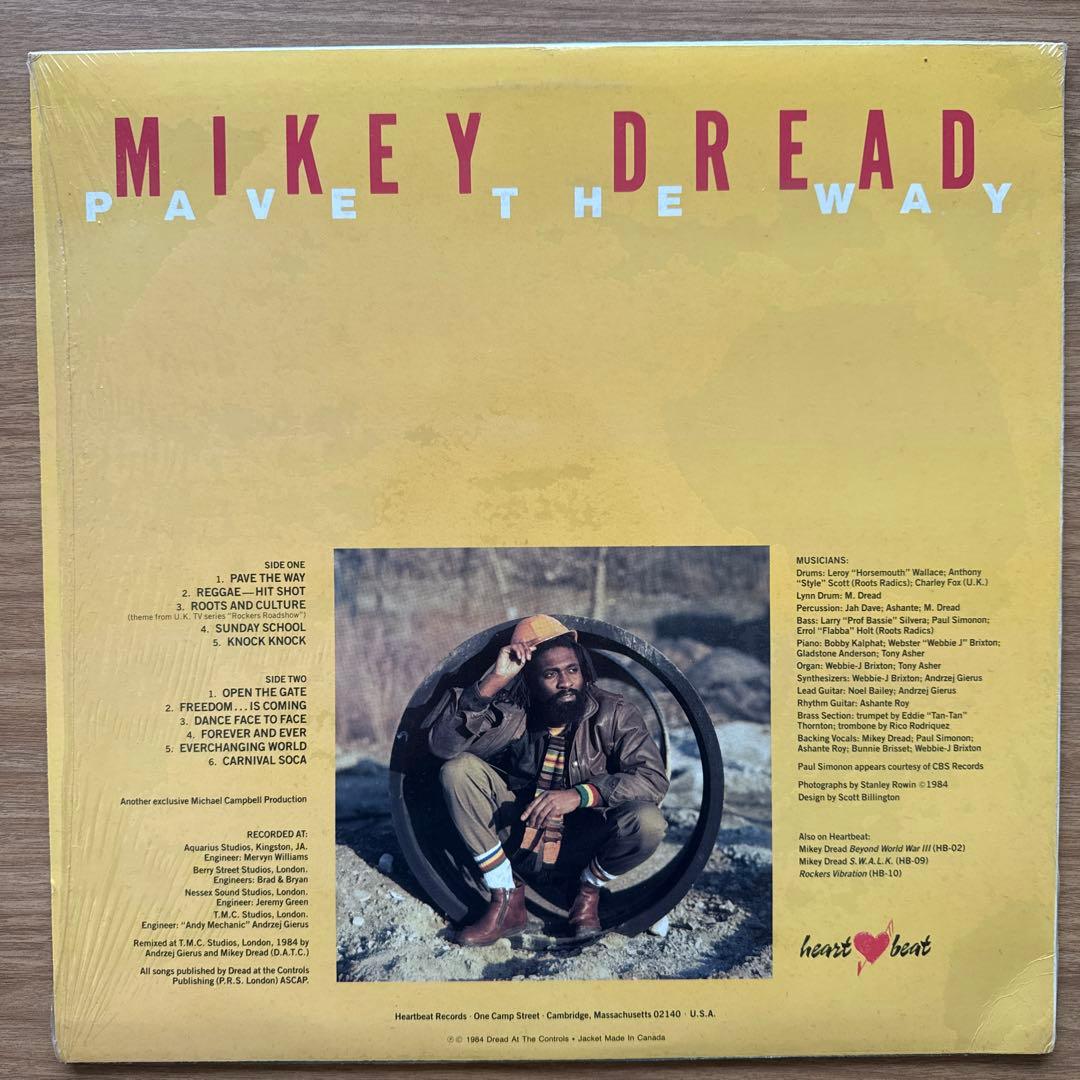 MIKEY DREAD
PAVE THE WAY
SIDE ONE
1. PAVE THE WAY
2. REGGAE—HIT SHOT
3. ROOTS AND CULTURE
(theme from U.K. TV series "Rockers Roadshow")
4. SUNDAY SCHOOL
5. KNOCK KNOCK
SIDE TWO
1. OPEN THE GATE
2. FREEDOM...IS COMING
3. DANCE FACE TO FACE
4. FOREVER AND EVER
5. EVERCHANGING WORLD
6. CARNIVAL SOCA
Another exclusive Michael Campbell Production
RECORDED AT:
Aquarius Studios, Kingston, JA.
Engineer: Mervyn Williams
Berry Street Studios, London.
Engineers: Brad & Bryan
Nessex Sound Studios, London.
Engineer: Jeremy Green
T.M.C. Studios, London.
Engineer: "Andy Mechanic" Andrzej Gierus
Remixed at T.M.C. Studios, London, 1984 by
Andrzej Gierus and Mikey Dread (D.A.T.C.)
All songs published by Dread at the Controls
Publishing (P.R.S. London) ASCAP.
MUSICIANS:
Drums: Leroy "Horsemouth" Wallace; Anthony
"Style" Scott (Roots Radics); Charley Fox (U.K.)
Lynn Drum: M. Dread
Percussion: Jah Dave; Ashante; M. Dread
Bass: Larry "Prof Bassie" Silvera; Paul Simonon;
Errol "Flabba" Holt (Roots Radics)
Piano: Bobby Kalphat; Webster "Webbie J" Brixton;
Gladstone Anderson; Tony Asher
Organ: Webbie-J Brixton; Tony Asher
Synthesizers: Webbie-J Brixton; Andrzej Gierus
Lead Guitar: Noel Bailey; Andrzej Gierus
Rhythm Guitar: Ashante Roy
Brass Section: trumpet by Eddie "Tan-Tan"
Thornton; trombone by Rico Rodriquez
Backing Vocals: Mikey Dread; Paul Simonon;
Ashante Roy; Bunnie Brisset; Webbie-J Brixton
Paul Simonon appears courtesy of CBS Records
Photographs by Stanley Rowin ©1984
Design by Scott Billington
Also on Heartbeat:
Mikey Dread Beyond World War III (HB-02)
Mikey Dread S.W.A.L.K. (HB-09)
Rockers Vibration (HB-10)
heart beat
Heartbeat Records · One Camp Street · Cambridge, Massachusetts 02140 · U.S.A.
℗ © 1984 Dread At The Controls • Jacket Made In Canada